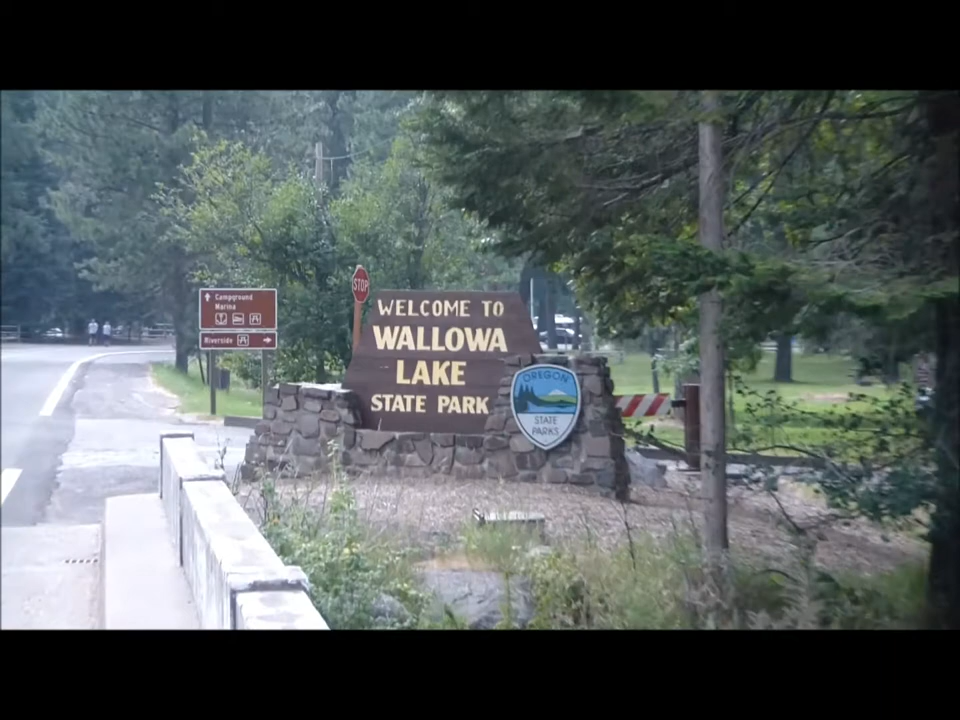 Campground
Marina
Riverside
STOP
WELCOME TO
WALLOWA
LAKE
STATE PARK
OREGON
STATE
PARKS